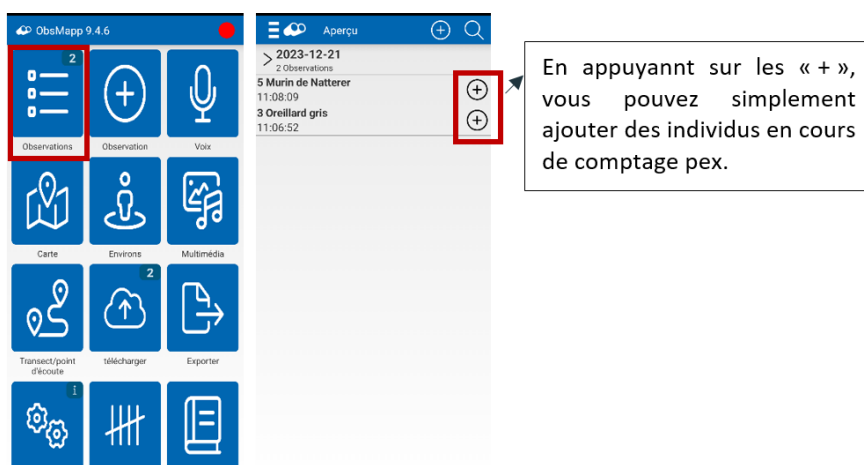 ObsMapp 9.4.6
2
Observations
Observation
Voix
Carte
Environs
Multimédia
2
Transect/point
d'écoute
télécharger
Exporter
i
Aperçu
2023-12-21
2 Observations
5 Murin de Natterer
11:08:09
3 Oreillard gris
11:06:52
En appuyannt sur les « + »,
vous pouvez simplement
ajouter des individus en cours
de comptage pex.